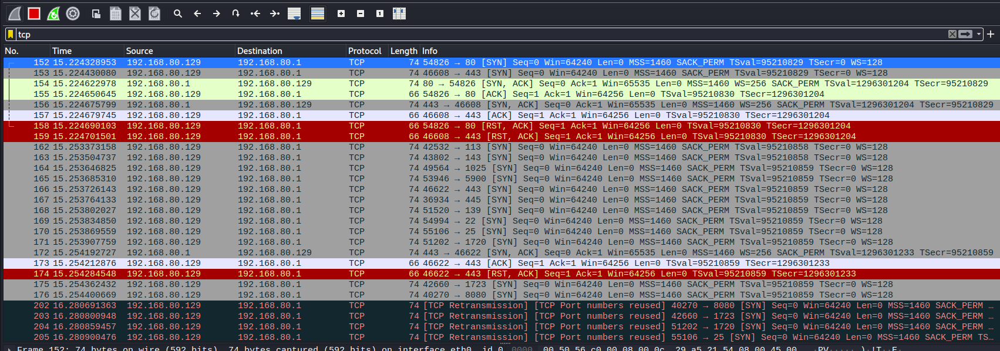 tcp
No. Time Source Destination Protocol Length Info
152 15.224328953 192.168.80.129 192.168.80.1 TCP 74 54826 → 80 [SYN] Seq=0 Win=64240 Len=0 MSS=1460 SACK_PERM TSval=95210829 TSecr=0 WS=128
153 15.224430080 192.168.80.129 192.168.80.1 TCP 74 46608 → 443 [SYN] Seq=0 Win=64240 Len=0 MSS=1460 SACK_PERM TSval=95210829 TSecr=0 WS=128
154 15.224622978 192.168.80.1 192.168.80.129 TCP 74 80 → 54826 [SYN, ACK] Seq=0 Ack=1 Win=65535 Len=0 MSS=1460 WS=256 SACK_PERM TSval=1296301204 TSecr=95210829
155 15.224650645 192.168.80.129 192.168.80.1 TCP 66 54826 → 80 [ACK] Seq=1 Ack=1 Win=64256 Len=0 TSval=95210830 TSecr=1296301204
156 15.224675799 192.168.80.1 192.168.80.129 TCP 74 443 → 46608 [SYN, ACK] Seq=0 Ack=1 Win=65535 Len=0 MSS=1460 WS=256 SACK_PERM TSval=1296301204 TSecr=95210829
157 15.224679745 192.168.80.129 192.168.80.1 TCP 66 46608 → 443 [ACK] Seq=1 Ack=1 Win=64256 Len=0 TSval=95210830 TSecr=1296301204
158 15.224690103 192.168.80.129 192.168.80.1 TCP 66 54826 → 80 [RST, ACK] Seq=1 Ack=1 Win=64256 Len=0 TSval=95210830 TSecr=1296301204
159 15.224701501 192.168.80.129 192.168.80.1 TCP 66 46608 → 443 [RST, ACK] Seq=1 Ack=1 Win=64256 Len=0 TSval=95210830 TSecr=1296301204
162 15.253373158 192.168.80.129 192.168.80.1 TCP 74 42532 → 113 [SYN] Seq=0 Win=64240 Len=0 MSS=1460 SACK_PERM TSval=95210858 TSecr=0 WS=128
163 15.253504737 192.168.80.129 192.168.80.1 TCP 74 43802 → 143 [SYN] Seq=0 Win=64240 Len=0 MSS=1460 SACK_PERM TSval=95210858 TSecr=0 WS=128
164 15.253646825 192.168.80.129 192.168.80.1 TCP 74 49564 → 1025 [SYN] Seq=0 Win=64240 Len=0 MSS=1460 SACK_PERM TSval=95210859 TSecr=0 WS=128
165 15.253685310 192.168.80.129 192.168.80.1 TCP 74 53946 → 5900 [SYN] Seq=0 Win=64240 Len=0 MSS=1460 SACK_PERM TSval=95210859 TSecr=0 WS=128
166 15.253726143 192.168.80.129 192.168.80.1 TCP 74 46622 → 443 [SYN] Seq=0 Win=64240 Len=0 MSS=1460 SACK_PERM TSval=95210859 TSecr=0 WS=128
167 15.253764133 192.168.80.129 192.168.80.1 TCP 74 36934 → 445 [SYN] Seq=0 Win=64240 Len=0 MSS=1460 SACK_PERM TSval=95210859 TSecr=0 WS=128
168 15.253802027 192.168.80.129 192.168.80.1 TCP 74 51520 → 139 [SYN] Seq=0 Win=64240 Len=0 MSS=1460 SACK_PERM TSval=95210859 TSecr=0 WS=128
169 15.253834850 192.168.80.129 192.168.80.1 TCP 74 54994 → 22 [SYN] Seq=0 Win=64240 Len=0 MSS=1460 SACK_PERM TSval=95210859 TSecr=0 WS=128
170 15.253869559 192.168.80.129 192.168.80.1 TCP 74 55106 → 25 [SYN] Seq=0 Win=64240 Len=0 MSS=1460 SACK_PERM TSval=95210859 TSecr=0 WS=128
171 15.253907759 192.168.80.129 192.168.80.1 TCP 74 51202 → 1720 [SYN] Seq=0 Win=64240 Len=0 MSS=1460 SACK_PERM TSval=95210859 TSecr=0 WS=128
172 15.254192727 192.168.80.1 192.168.80.129 TCP 74 443 → 46622 [SYN, ACK] Seq=0 Ack=1 Win=65535 Len=0 MSS=1460 WS=256 SACK_PERM TSval=1296301233 TSecr=95210859
173 15.254212876 192.168.80.129 192.168.80.1 TCP 66 46622 → 443 [ACK] Seq=1 Ack=1 Win=64256 Len=0 TSval=95210859 TSecr=1296301233
174 15.254284548 192.168.80.129 192.168.80.1 TCP 66 46622 → 443 [RST, ACK] Seq=1 Ack=1 Win=64256 Len=0 TSval=95210859 TSecr=1296301233
175 15.254362432 192.168.80.129 192.168.80.1 TCP 74 42660 → 1723 [SYN] Seq=0 Win=64240 Len=0 MSS=1460 SACK_PERM TSval=95210859 TSecr=0 WS=128
176 15.254400669 192.168.80.129 192.168.80.1 TCP 74 40270 → 8080 [SYN] Seq=0 Win=64240 Len=0 MSS=1460 SACK_PERM TSval=95210859 TSecr=0 WS=128
202 16.280691363 192.168.80.129 192.168.80.1 TCP 74 [TCP Retransmission] [TCP Port numbers reused] 40270 → 8080 [SYN] Seq=0 Win=64240 Len=0 MSS=1460 SACK_PERM …
203 16.280800948 192.168.80.129 192.168.80.1 TCP 74 [TCP Retransmission] [TCP Port numbers reused] 42660 → 1723 [SYN] Seq=0 Win=64240 Len=0 MSS=1460 SACK_PERM …
204 16.280859457 192.168.80.129 192.168.80.1 TCP 74 [TCP Retransmission] [TCP Port numbers reused] 51202 → 1720 [SYN] Seq=0 Win=64240 Len=0 MSS=1460 SACK_PERM …
205 16.280900476 192.168.80.129 192.168.80.1 TCP 74 [TCP Retransmission] [TCP Port numbers reused] 55106 → 25 [SYN] Seq=0 Win=64240 Len=0 MSS=1460 SACK_PERM TS…
Frame 152: 74 bytes on wire (592 bits), 74 bytes captured (592 bits) on interface eth0, id 0 0000 00 50 56 c0 00 08 00 0c 29 a5 21 54 08 00 45 00